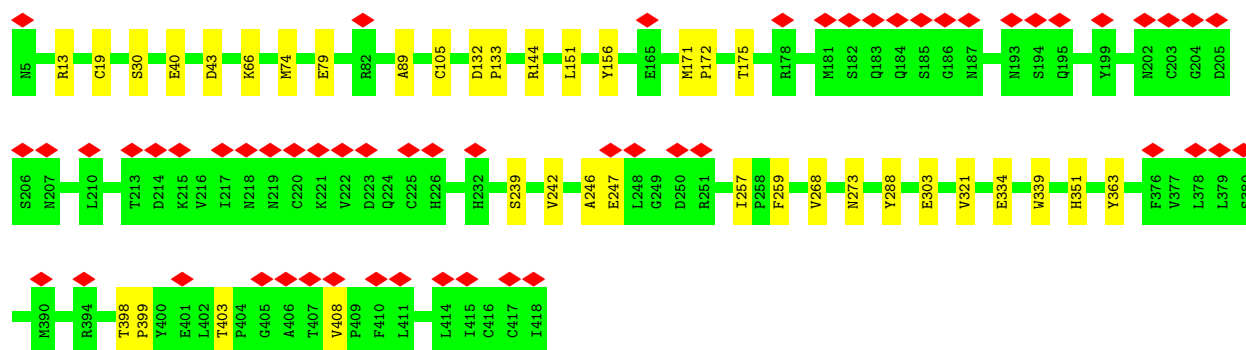 N5 R13 C19 S30 E40 D43 K66 M74 E79 R82 A89 C105 D132 P133 R144 L151 Y156 E165 M171 P172 T175 R178 M181 S182 Q183 Q184 S185 G186 N187 N193 S194 Q195 Y199 N202 C203 G204 D205
S206 N207 L210 T213 D214 K215 V216 I217 N218 N219 C220 K221 V222 D223 Q224 C225 H226 H232 S239 V242 A246 E247 L248 G249 D250 R251 I257 P258 F259 V268 N273 Y288 E303 V321 E334 W339 H351 Y363 F376 V377 L378 L379 S380
M390 R394 T398 P399 Y400 E401 L402 T403 P404 G405 A406 T407 V408 P409 F410 L411 L414 I415 C416 C417 I418